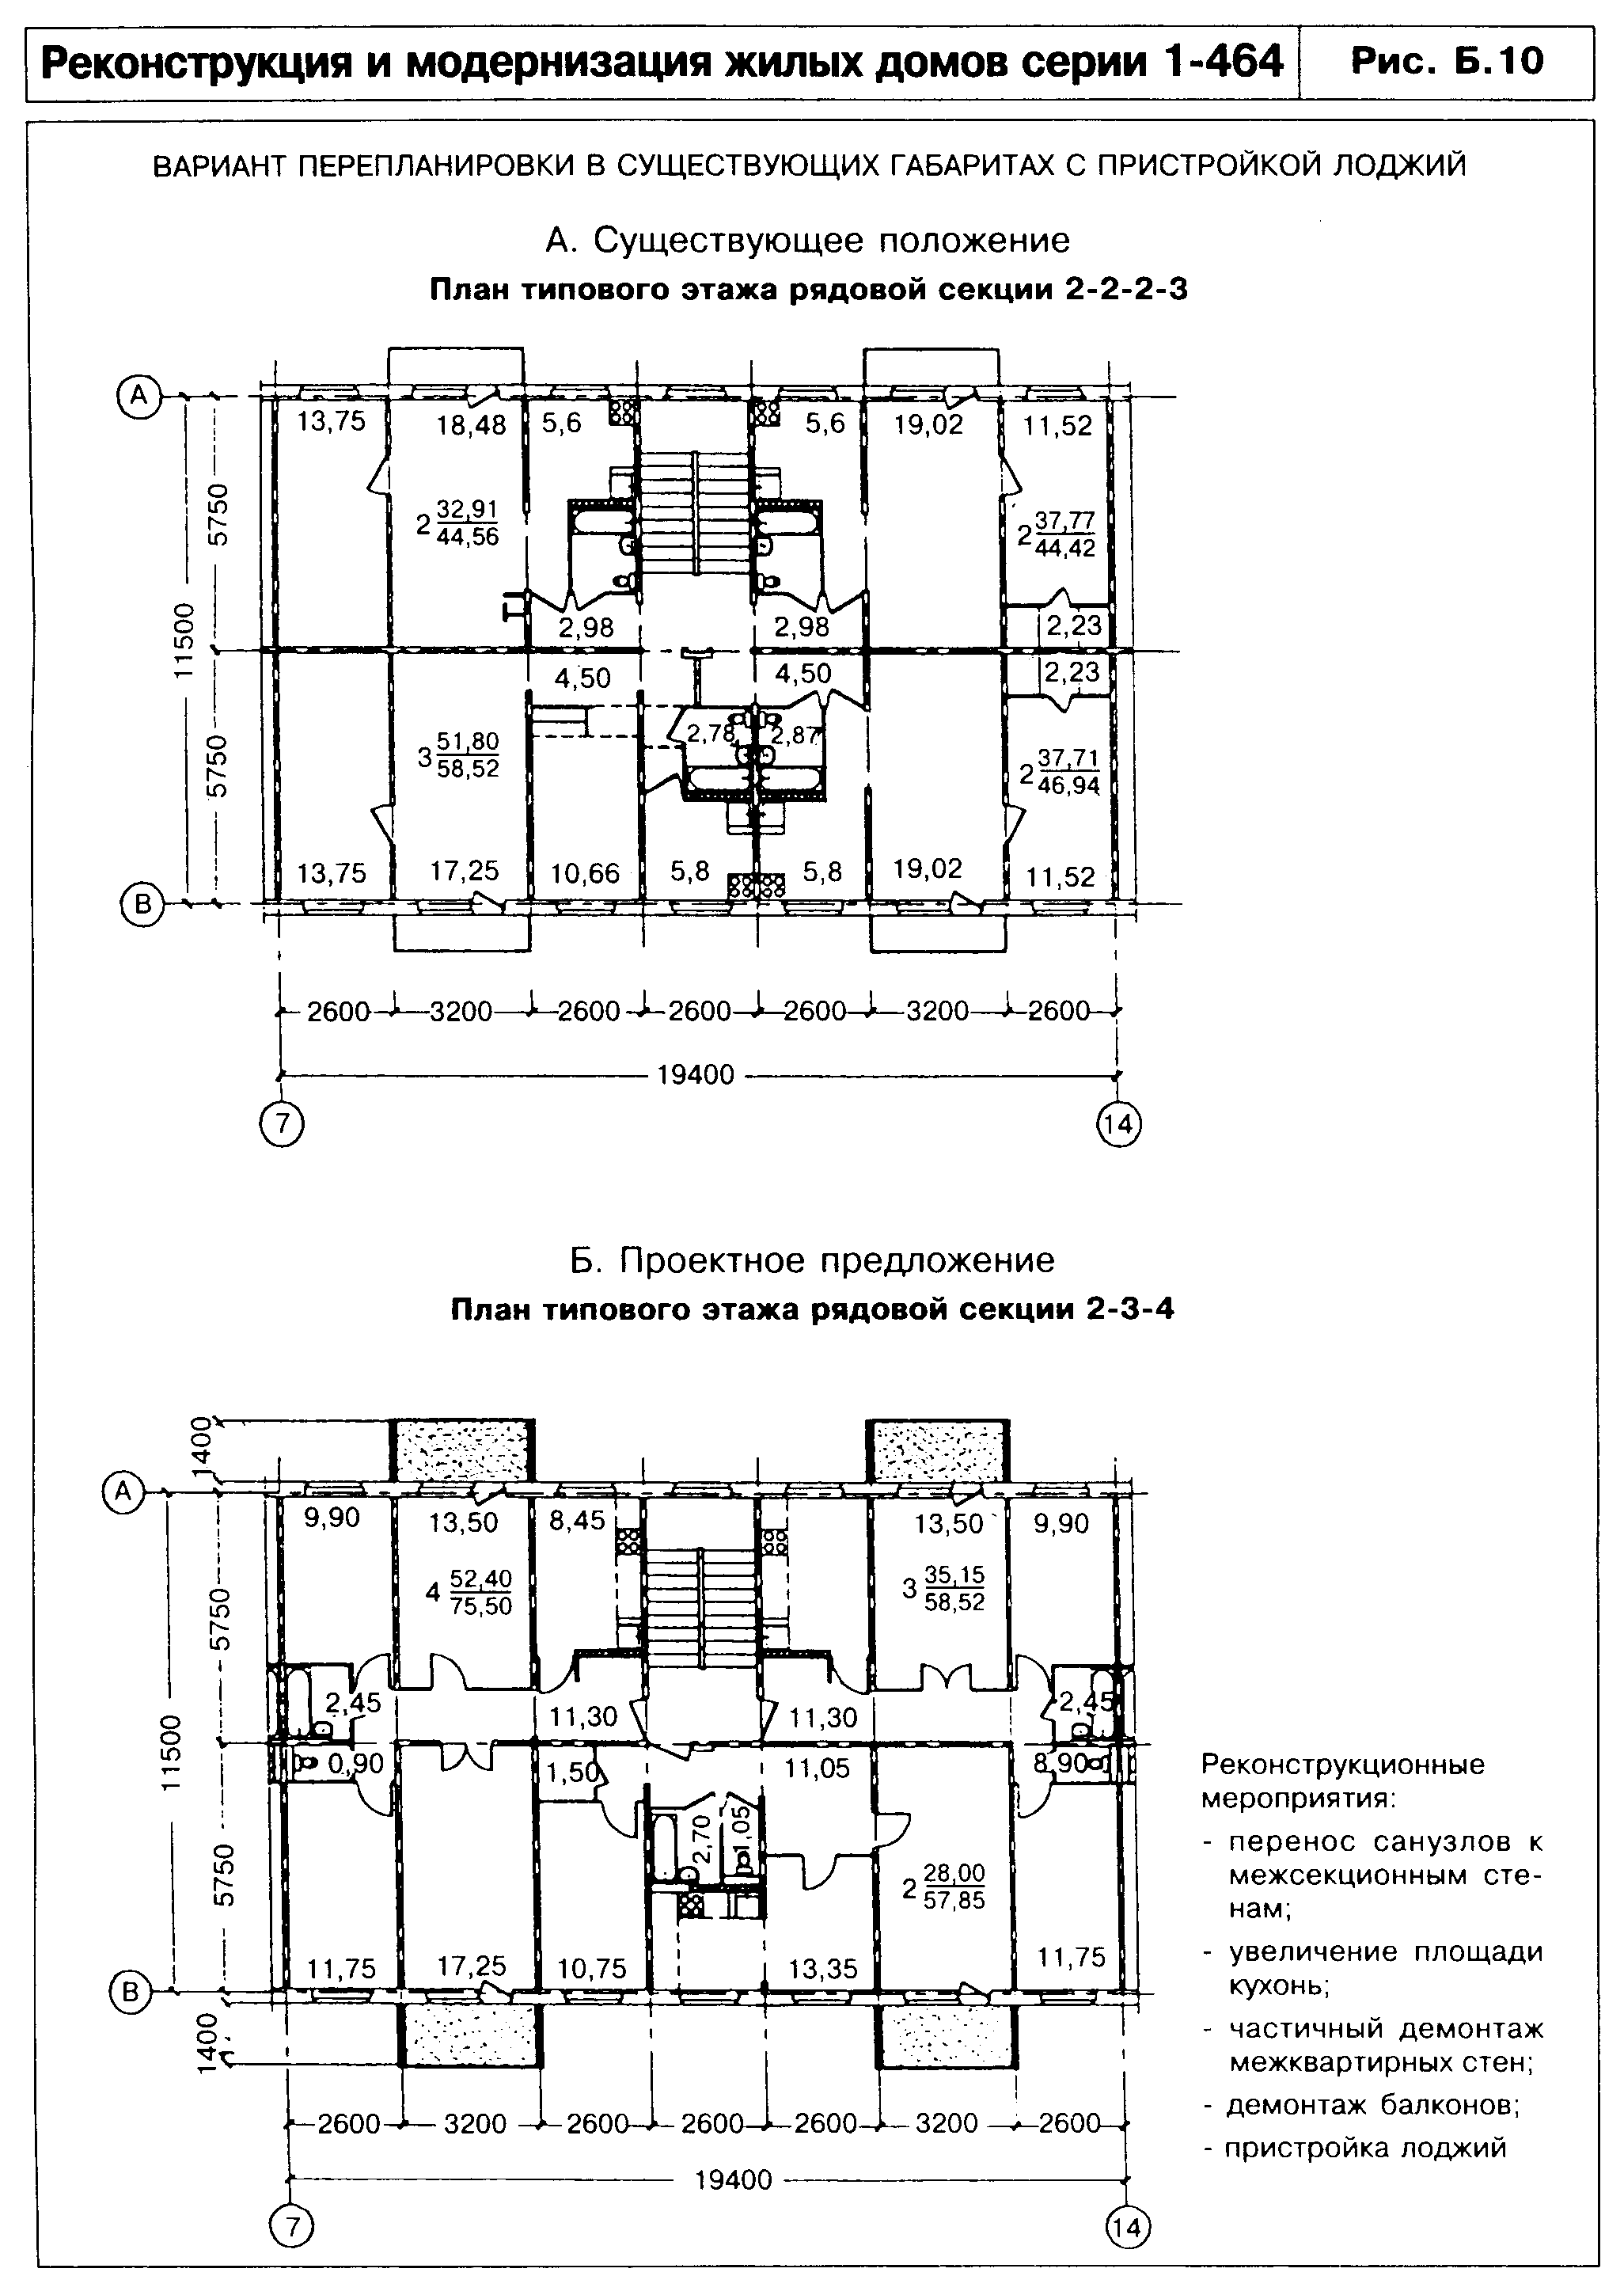 Реконструкция и модернизация жилых домов серии 1-464
Рис. Б.10
ВАРИАНТ ПЕРЕПЛАНИРОВКИ В СУЩЕСТВУЮЩИХ ГАБАРИТАХ С ПРИСТРОЙКОЙ ЛОДЖИЙ
А. Существующее положение
План типового этажа рядовой секции 2-2-2-3
А
13,75 18,48 5,6 5,6 19,02 11,52
5750
2 32,91
44,56
2 37,77
44,42
11500
2,98 2,98 2,23
4,50 4,50 2,23
5750
3 51,80
58,52
2,78 2,87
2 37,71
46,94
13,75 17,25 10,66 5,8 5,8 19,02 11,52
В
2600 3200 2600 2600 2600 3200 2600
19400
7 14
Б. Проектное предложение
План типового этажа рядовой секции 2-3-4
1400
А
9,90 13,50 8,45 13,50 9,90
5750
4 52,40
75,50
3 35,15
58,52
2,45 11,30 11,30 2,45
11500
0,90 1,50 11,05 8,90
5750
2,70 1,05
2 28,00
57,85
11,75 17,25 10,75 13,35 11,75
В
1400
2600 3200 2600 2600 2600 3200 2600
19400
7 14
Реконструкционные
мероприятия:
- перенос санузлов к
межсекционным сте-
нам;
- увеличение площади
кухонь;
- частичный демонтаж
межквартирных стен;
- демонтаж балконов;
- пристройка лоджий